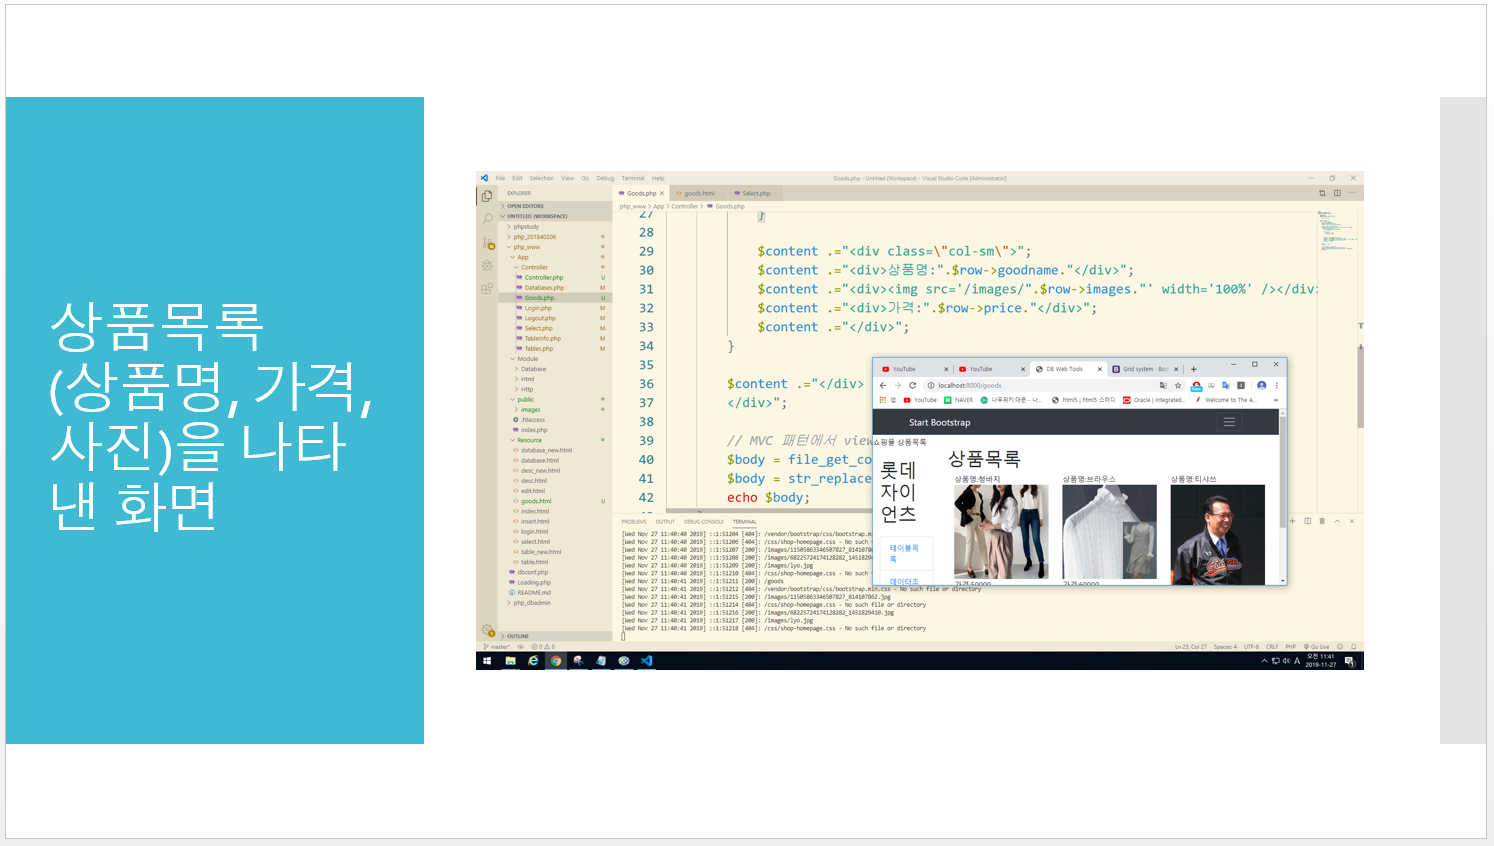 상품목록
(상품명, 가격,
사진)을 나타
낸 화면
File Edit Selection View Go Debug Terminal Help
Goods.php - Untitled (Workspace) - Visual Studio Code [Administrator]
EXPLORER
OPEN EDITORS
UNTITLED (WORKSPACE)
phpstudy
php_201840206
php_www
App
Controller
Controller.php U
Databases.php M
Goods.php U
Login.php M
Logout.php M
Select.php M
TableInfo.php M
Tables.php M
Module
Database
Html
Http
public
images
.htaccess
index.php
Resource
database_new.html
database.html
desc_new.html
desc.html
edit.html
goods.html U
index.html
insert.html
login.html
select.html
table_new.html
table.html
dbconf.php
Loading.php
README.md
php_dbadmin
OUTLINE
Goods.php goods.html Select.php
php_www > App > Controller > Goods.php
27 }
28
29 $content .="<div class=\"col-sm\">";
30 $content .="<div>상품명:".$row->goodname."</div>";
31 $content .="<div><img src='/images/".$row->images."' width='100%' /></div>
32 $content .="<div>가격:".$row->price."</div>";
33 $content .="</div>";
34 }
35
36 $content .="</div>
37 </div>";
38
39 // MVC 패턴에서 view
40 $body = file_get_co
41 $body = str_replace
42 echo $body;
PROBLEMS OUTPUT DEBUG CONSOLE TERMINAL
[Wed Nov 27 11:40:40 2019] ::1:51204 [404]: /vendor/bootstrap/css/bootstrap.m
[Wed Nov 27 11:40:40 2019] ::1:51206 [404]: /css/shop-homepage.css - No such
[Wed Nov 27 11:40:40 2019] ::1:51207 [200]: /images/11505863346507827_8141078
[Wed Nov 27 11:40:40 2019] ::1:51208 [200]: /images/68225724174128282_1451829
[Wed Nov 27 11:40:40 2019] ::1:51209 [200]: /images/lyo.jpg
[Wed Nov 27 11:40:40 2019] ::1:51210 [404]: /css/shop-homepage.css - No such
[Wed Nov 27 11:40:41 2019] ::1:51211 [200]: /goods
[Wed Nov 27 11:40:41 2019] ::1:51212 [404]: /vendor/bootstrap/css/bootstrap.min.css - No such file or directory
[Wed Nov 27 11:40:41 2019] ::1:51215 [200]: /images/11505863346507827_814107862.jpg
[Wed Nov 27 11:40:41 2019] ::1:51214 [404]: /css/shop-homepage.css - No such file or directory
[Wed Nov 27 11:40:41 2019] ::1:51216 [200]: /images/68225724174128282_1451829410.jpg
[Wed Nov 27 11:40:41 2019] ::1:51217 [200]: /images/lyo.jpg
[Wed Nov 27 11:40:41 2019] ::1:51218 [404]: /css/shop-homepage.css - No such file or directory
YouTube YouTube DB Web Tools Grid system · Boo
localhost:8000/goods
앱 YouTube NAVER 나무위키:대문 - 나... html5 | html5 스터디 Oracle | Integrated... Welcome to The A...
Start Bootstrap
쇼핑몰 상품목록
롯데
자이
언츠
테이블목
록
데이터조
상품목록
상품명:청바지 상품명:브라우스 상품명:티샤쓰
가격:50000
master* 0 0
Ln 23, Col 27 Spaces: 4 UTF-8 CRLF PHP Go Live
A 오전 11:41
2019-11-27